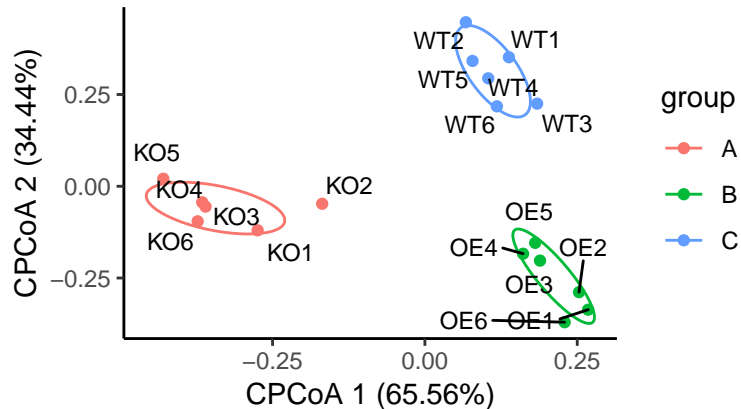 CPCoA 2 (34.44%)
0.25
0.00
−0.25
WT2
WT1
WT5
WT4
WT6
WT3
KO5
KO4
KO2
KO3
KO6
KO1
OE5
OE4
OE2
OE3
OE6
OE1
−0.25
0.00
0.25
CPCoA 1 (65.56%)
group
A
B
C